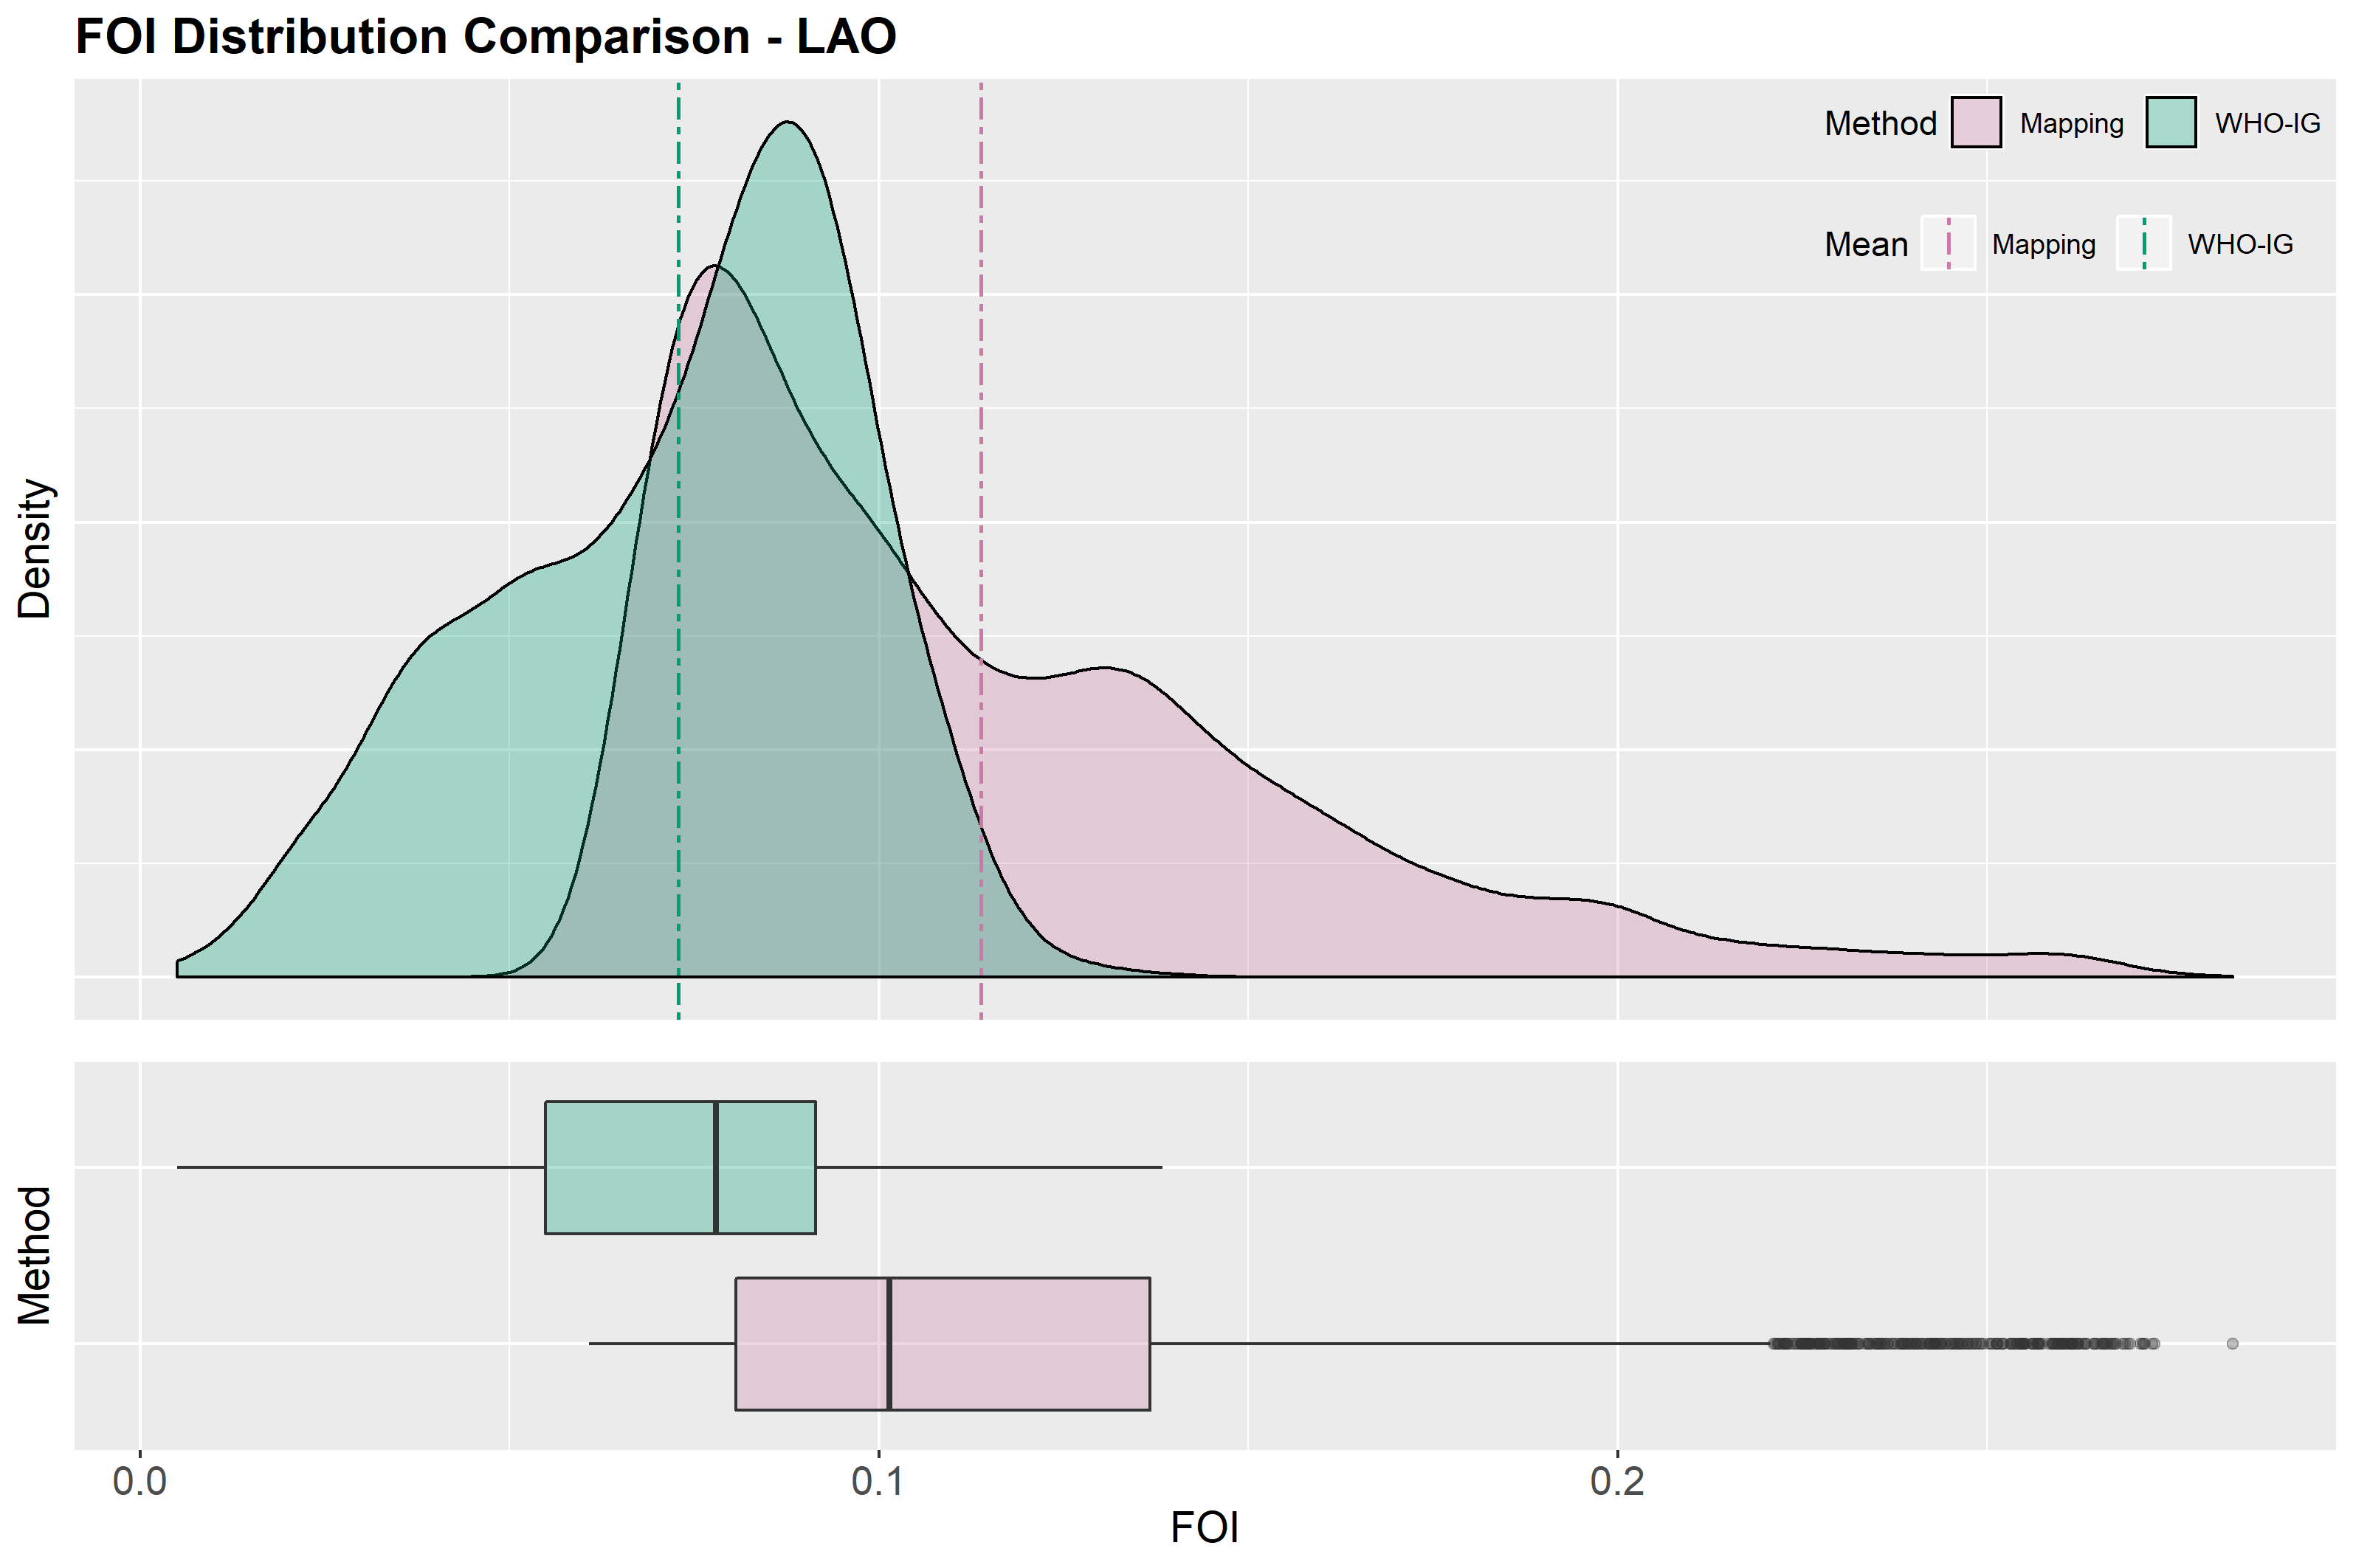 FOI Distribution Comparison - LAO
Method Mapping WHO-IG
Mean Mapping WHO-IG
Density
Method
0.0 0.1 0.2
FOI